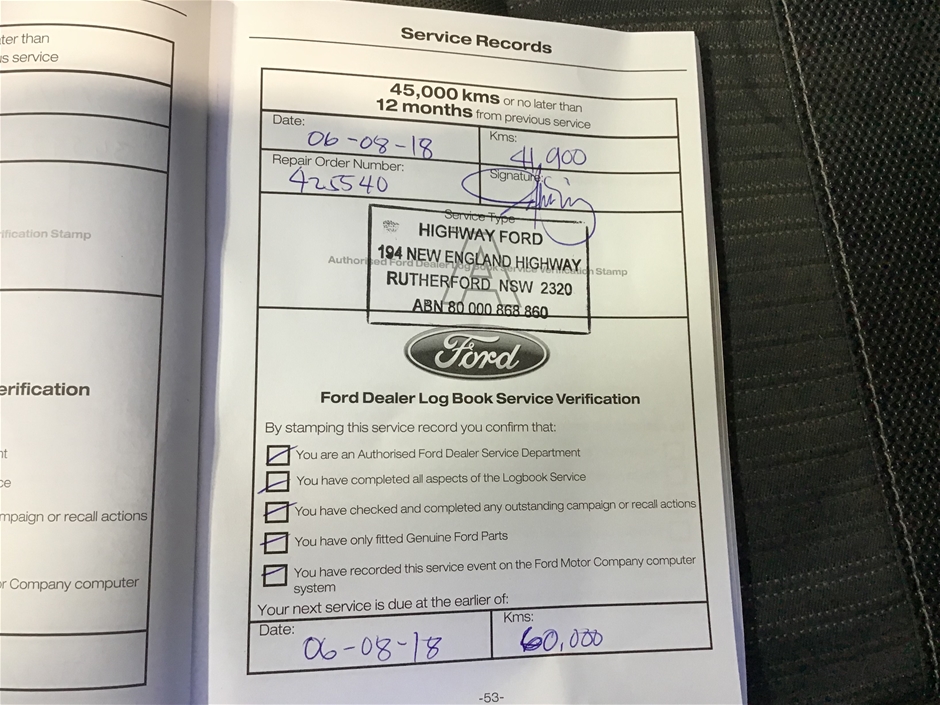 ter than
s service
ification Stamp
erification
nt
ce
mpaign or recall actions
r Company computer
Service Records
45,000 kms or no later than
12 months from previous service
Date: 06-08-18
Kms: 41,900
Repair Order Number: 425540
Signature:
Service Type
A
Authorised Ford Dealer Log Book Service Verification Stamp
HIGHWAY FORD
194 NEW ENGLAND HIGHWAY
RUTHERFORD NSW 2320
ABN 80 000 868 860
Ford
Ford Dealer Log Book Service Verification
By stamping this service record you confirm that:
You are an Authorised Ford Dealer Service Department
You have completed all aspects of the Logbook Service
You have checked and completed any outstanding campaign or recall actions
You have only fitted Genuine Ford Parts
You have recorded this service event on the Ford Motor Company computer
system
Your next service is due at the earlier of:
Date: 06-08-18
Kms: 60,000
-53-